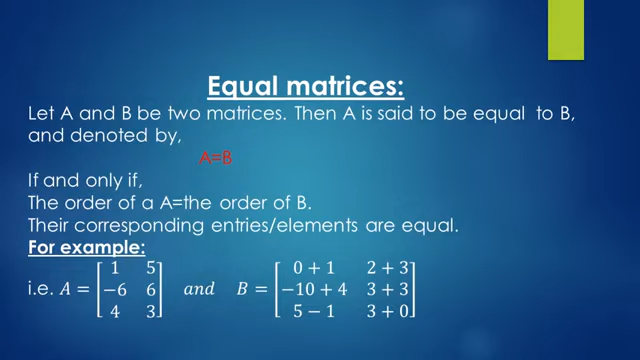 Equal matrices:
Let A and B be two matrices. Then A is said to be equal to B,
and denoted by,
A=B
If and only if,
The order of a A=the order of B.
Their corresponding entries/elements are equal.
For example:
i.e. 𝐴 = [1 5; −6 6; 4 3] 𝑎𝑛𝑑 𝐵 = [0 + 1 2 + 3; −10 + 4 3 + 3; 5 − 1 3 + 0]